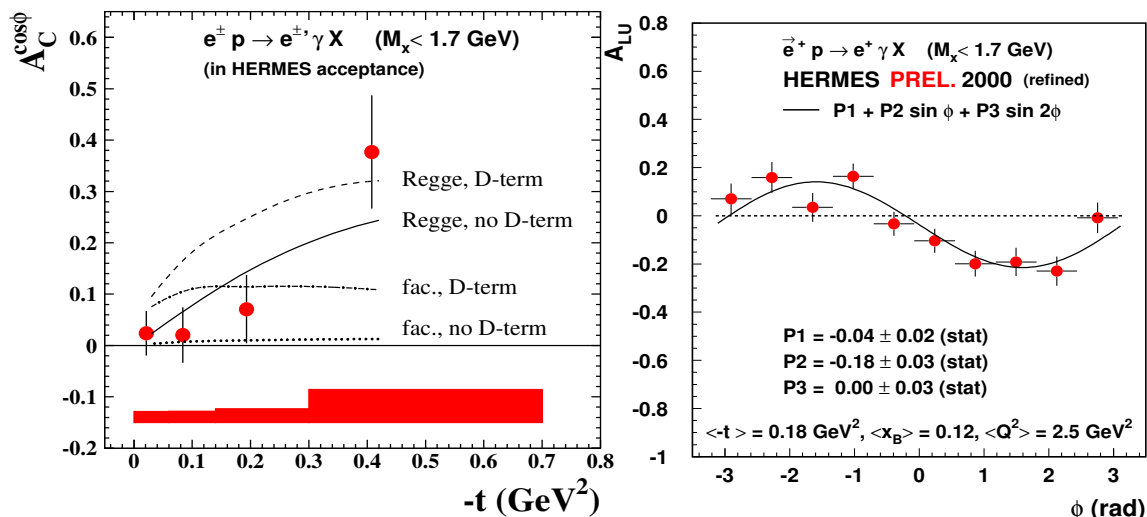 A_C^cosϕ
e^± p → e^±' γ X (M_x < 1.7 GeV)
(in HERMES acceptance)
0.6
0.5
0.4
0.3
0.2
0.1
0
-0.1
-0.2
Regge, D-term
Regge, no D-term
fac., D-term
fac., no D-term
0 0.1 0.2 0.3 0.4 0.5 0.6 0.7 0.8
-t (GeV²)
A_LU
e⃗⁺ p → e⁺ γ X (M_x< 1.7 GeV)
HERMES PREL. 2000 (refined)
P1 + P2 sin ϕ + P3 sin 2ϕ
0.8
0.6
0.4
0.2
0
-0.2
-0.4
-0.6
-0.8
-1
P1 = -0.04 ± 0.02 (stat)
P2 = -0.18 ± 0.03 (stat)
P3 = 0.00 ± 0.03 (stat)
<-t > = 0.18 GeV², <x_B> = 0.12, <Q²> = 2.5 GeV²
-3 -2 -1 0 1 2 3
ϕ (rad)